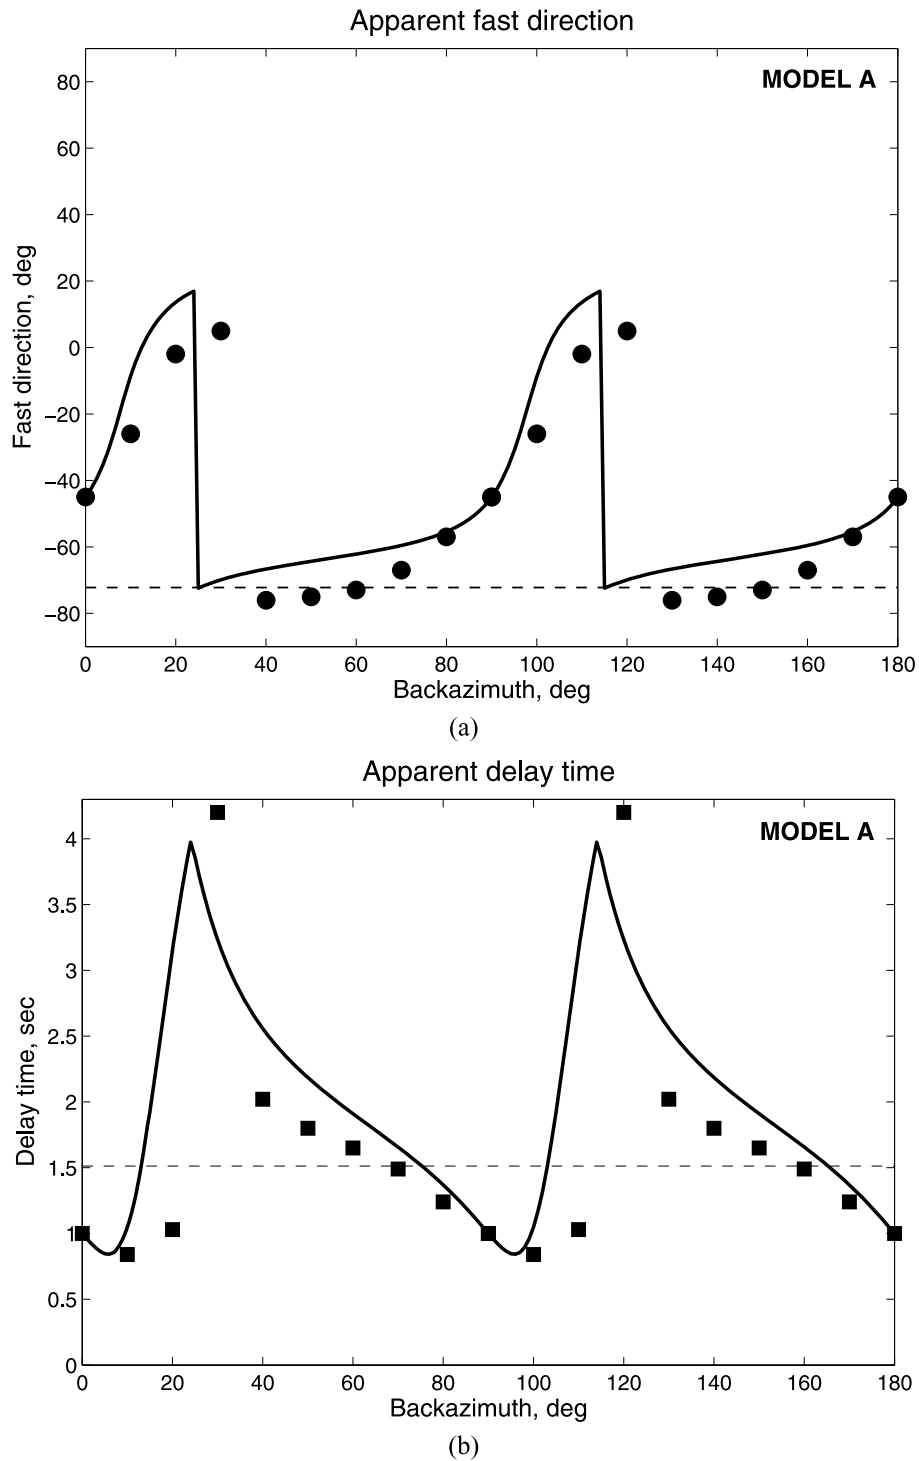 Apparent fast direction
MODEL A
Fast direction, deg
80
60
40
20
0
−20
−40
−60
−80
0 20 40 60 80 100 120 140 160 180
Backazimuth, deg
(a)
Apparent delay time
MODEL A
Delay time, sec
4
3.5
3
2.5
2
1.5
1
0.5
0
0 20 40 60 80 100 120 140 160 180
Backazimuth, deg
(b)